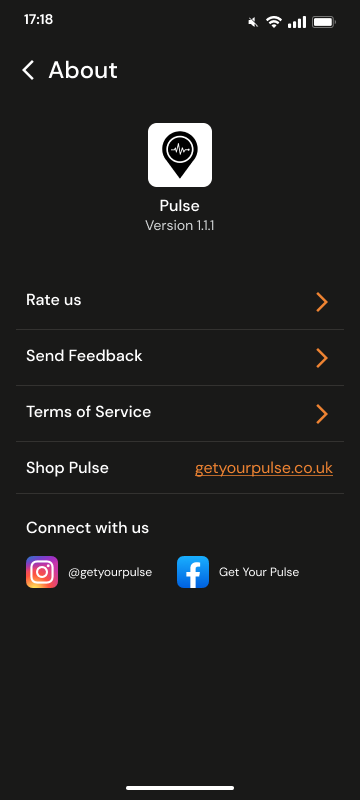 17:18
About
Pulse
Version 1.1.1
Rate us
Send Feedback
Terms of Service
Shop Pulse getyourpulse.co.uk
Connect with us
@getyourpulse Get Your Pulse